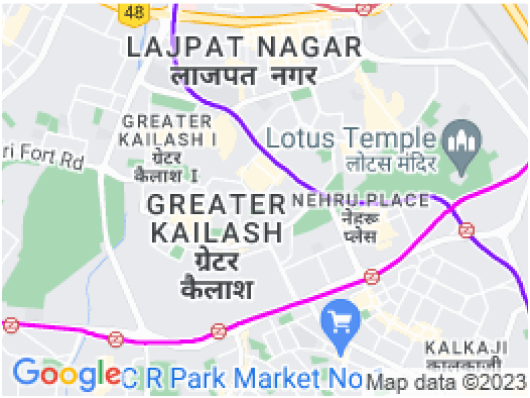 48
LAJPAT NAGAR
लाजपत नगर
GREATER
KAILASH I
ग्रेटर
कैलाश I
ri Fort Rd
Lotus Temple
लोटस मंदिर
GREATER
KAILASH
ग्रेटर
कैलाश
NEHRU PLACE
नेहरू
प्लेस
KALKAJI
कालकाजी
C R Park Market No
Google
Map data ©2023